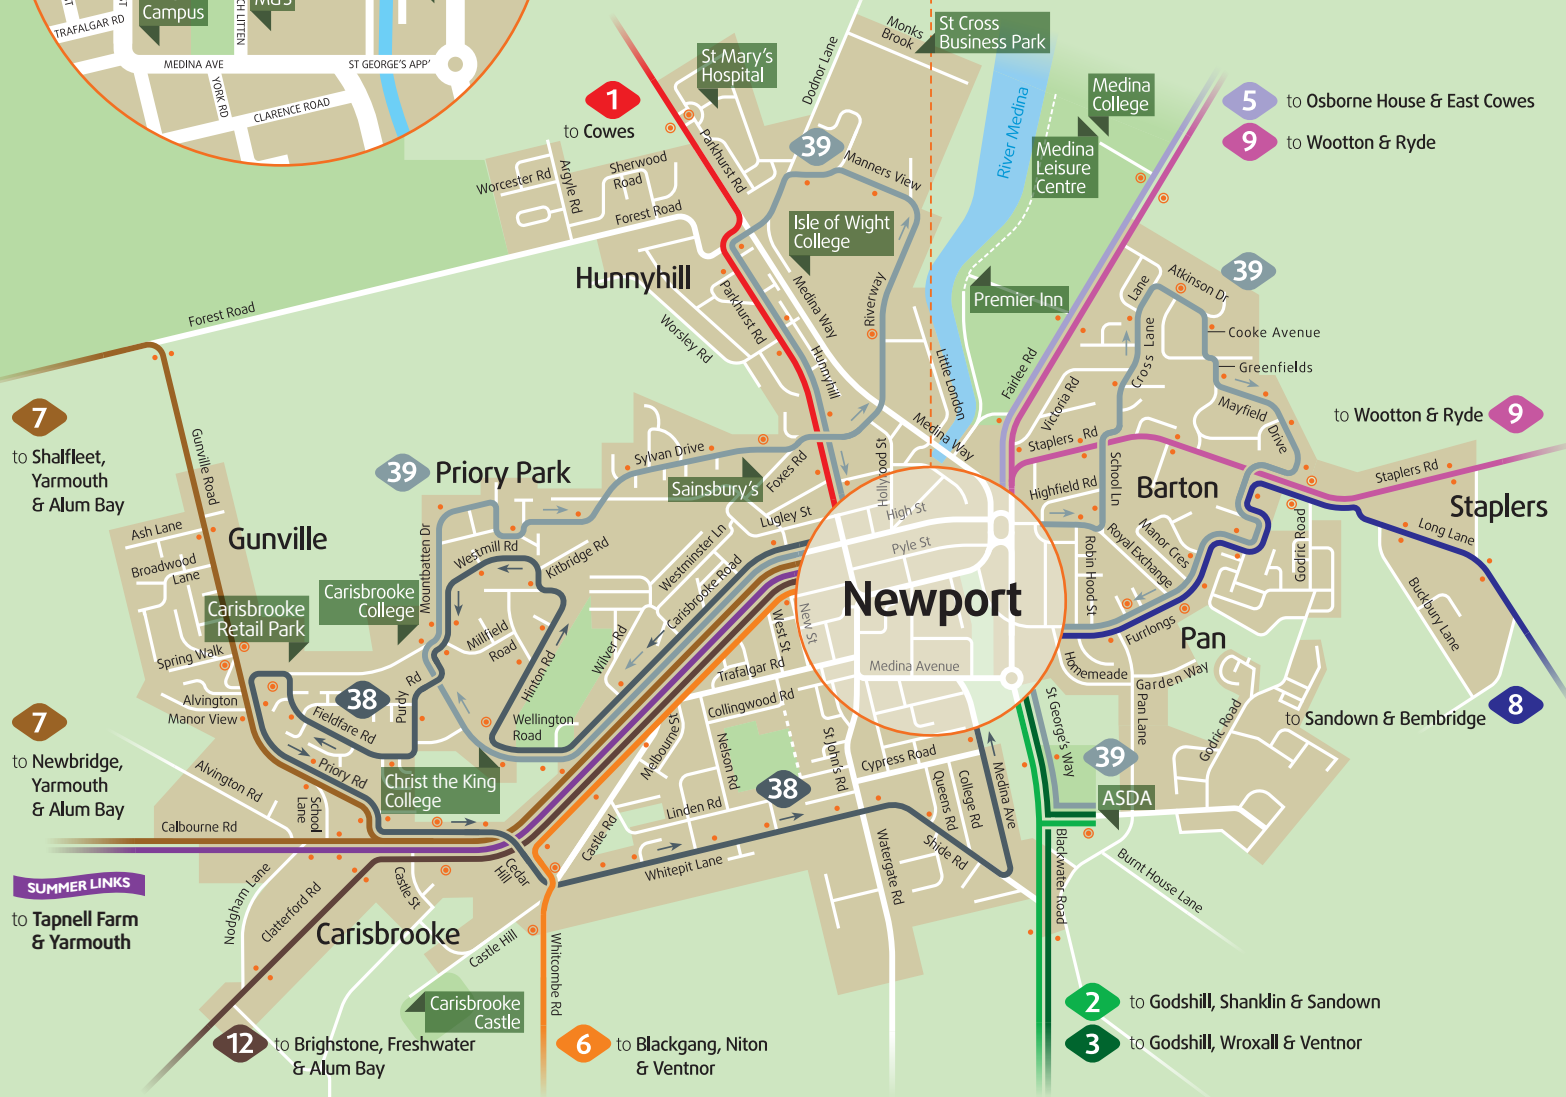 Campus
TRAFALGAR RD
CH LITTEN
MEDINA AVE
ST GEORGE'S APP'
YORK RD
CLARENCE ROAD
St Mary's
Hospital
Monks
Brook
St Cross
Business Park
Dodnor Lane
River Medina
Medina
College
1
to Cowes
5 to Osborne House & East Cowes
9 to Wootton & Ryde
39
Parkhurst Rd
Manners View
Medina
Leisure
Centre
Worcester Rd
Argyle Rd
Sherwood
Road
Forest Road
Isle of Wight
College
Hunnyhill
Premier Inn
39
Lane
Atkinson Dr
Cooke Avenue
Greenfields
Forest Road
Parkhurst Rd
Worsley Rd
Medina Way
Hunnyhill
Riverway
Little London
Fairlee Rd
Cross Lane
Victoria Rd
Mayfield
Drive
7
to Shalfleet,
Yarmouth
& Alum Bay
to Wootton & Ryde 9
Medina Way
Staplers Rd
Gunville Road
39 Priory Park
Sylvan Drive
Sainsbury's
Foxes Rd
Hollyrood St
Highfield Rd
School Ln
Barton
Staplers Rd
Staplers
Lugley St
High St
Pyle St
Long Lane
Ash Lane
Gunville
Broadwood
Lane
Mountbatten Dr
Westmill Rd
Kitbridge Rd
Westminster Ln
Carisbrooke Road
Manor Cres
Royal Exchange
Robin Hood St
Godric Road
Carisbrooke
College
Carisbrooke
Retail Park
Newport
New St
West St
Buckbury Lane
Furrlongs
Pan
Millfield
Road
Wilver Rd
Hinton Rd
Spring Walk
Alvington
Manor View
38
Fieldfare Rd
Purdy
Rd
Wellington
Road
Trafalgar Rd
Collingwood Rd
Medina Avenue
Homemeade
Garden Way
Pan Lane
Godric Road
8
to Sandown & Bembridge
7
to Newbridge,
Yarmouth
& Alum Bay
Alvington Rd
Priory Rd
School
Lane
Christ the King
College
Melbourne St
Nelson Rd
St John's Rd
Cypress Road
St George's Way
39
38
ASDA
Linden Rd
Queens Rd
College Rd
Medina Ave
Calbourne Rd
Castle Rd
Whitepit Lane
Shide Rd
Watergate Rd
Blackwater Road
Burnt House Lane
SUMMER LINKS
to Tapnell Farm
& Yarmouth
Nodgham Lane
Clatterford Rd
Castle St
Cedar
Hill
Carisbrooke
Castle Hill
Whitcombe Rd
Carisbrooke
Castle
12 to Brighstone, Freshwater
& Alum Bay
6 to Blackgang, Niton
& Ventnor
2 to Godshill, Shanklin & Sandown
3 to Godshill, Wroxall & Ventnor